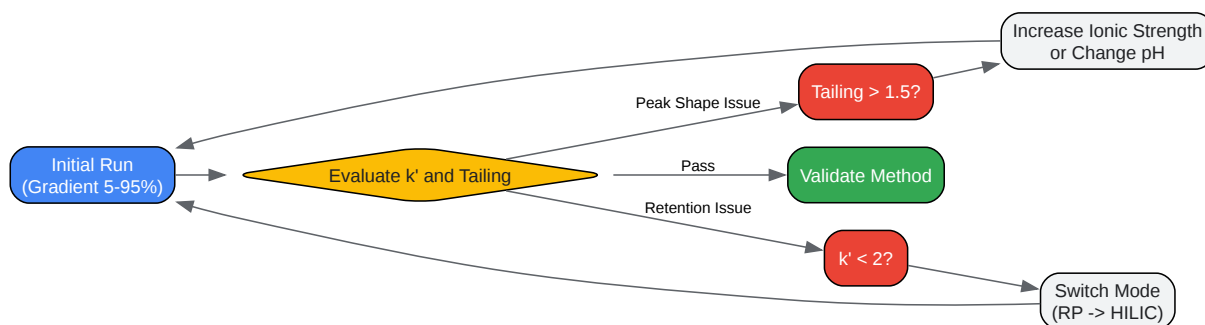 Increase Ionic Strength
or Change pH
Tailing > 1.5?
Peak Shape Issue
Initial Run
(Gradient 5-95%)
Evaluate k' and Tailing
Pass
Validate Method
Retention Issue
k' < 2?
Switch Mode
(RP -> HILIC)